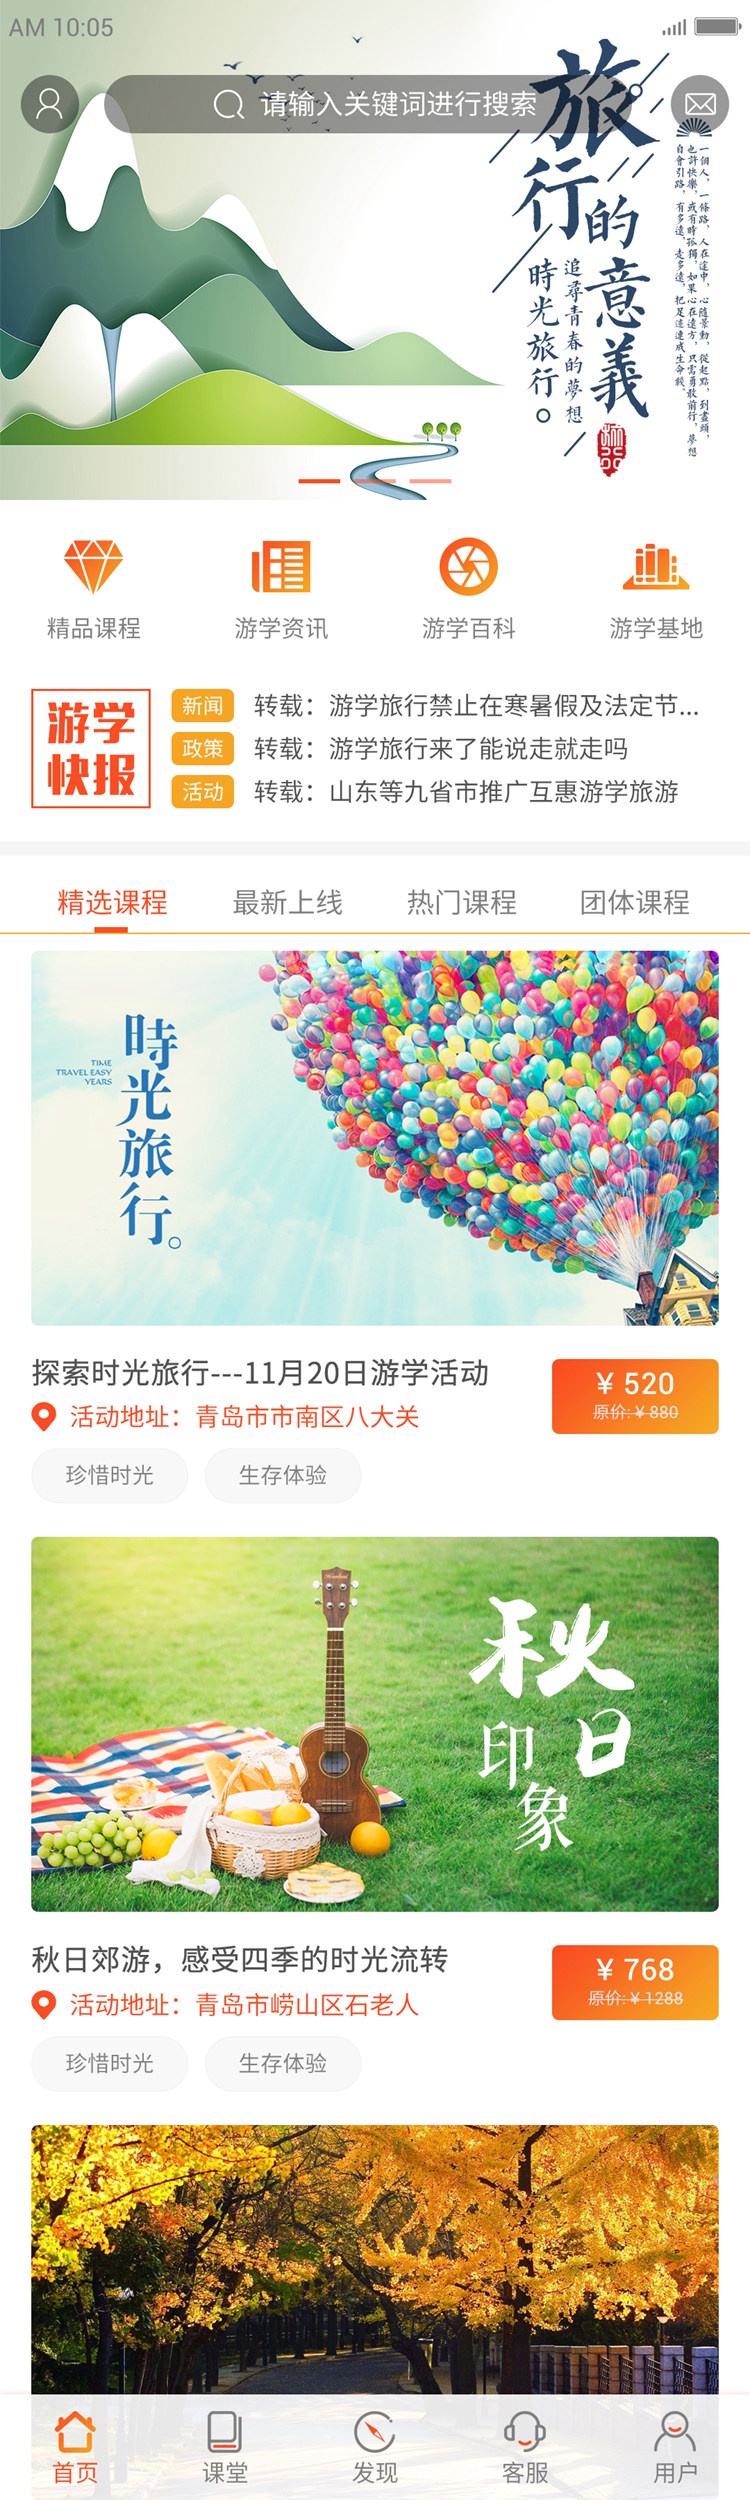 AM 10:05
请输入关键词进行搜索
旅行的意義
追尋青春的夢想
時光旅行。
一個人，一條路，人在途中，心隨景動，從起點，到盡頭，
也許快樂，或有時孤獨，如果心在遠方，只需勇敢前行，夢想
自會引路，有多遠，走多遠，把足迹連成生命綫。
精品课程
游学资讯
游学百科
游学基地
游学
快报
新闻 转载：游学旅行禁止在寒暑假及法定节...
政策 转载：游学旅行来了能说走就走吗
活动 转载：山东等九省市推广互惠游学旅游
精选课程
最新上线
热门课程
团体课程
時光旅行。
TIME
TRAVEL EASY
YEARS
探索时光旅行---11月20日游学活动
¥ 520
原价:¥ 880
活动地址：青岛市市南区八大关
珍惜时光
生存体验
秋日
印象
秋日郊游，感受四季的时光流转
¥ 768
原价:¥ 1288
活动地址：青岛市崂山区石老人
珍惜时光
生存体验
首页
课堂
发现
客服
用户